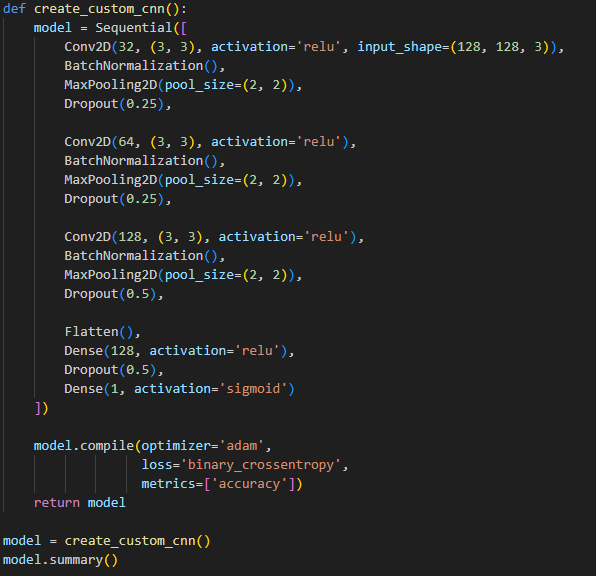 def create_custom_cnn():
    model = Sequential([
        Conv2D(32, (3, 3), activation='relu', input_shape=(128, 128, 3)),
        BatchNormalization(),
        MaxPooling2D(pool_size=(2, 2)),
        Dropout(0.25),

        Conv2D(64, (3, 3), activation='relu'),
        BatchNormalization(),
        MaxPooling2D(pool_size=(2, 2)),
        Dropout(0.25),

        Conv2D(128, (3, 3), activation='relu'),
        BatchNormalization(),
        MaxPooling2D(pool_size=(2, 2)),
        Dropout(0.5),

        Flatten(),
        Dense(128, activation='relu'),
        Dropout(0.5),
        Dense(1, activation='sigmoid')
    ])

    model.compile(optimizer='adam',
                  loss='binary_crossentropy',
                  metrics=['accuracy'])
    return model

model = create_custom_cnn()
model.summary()